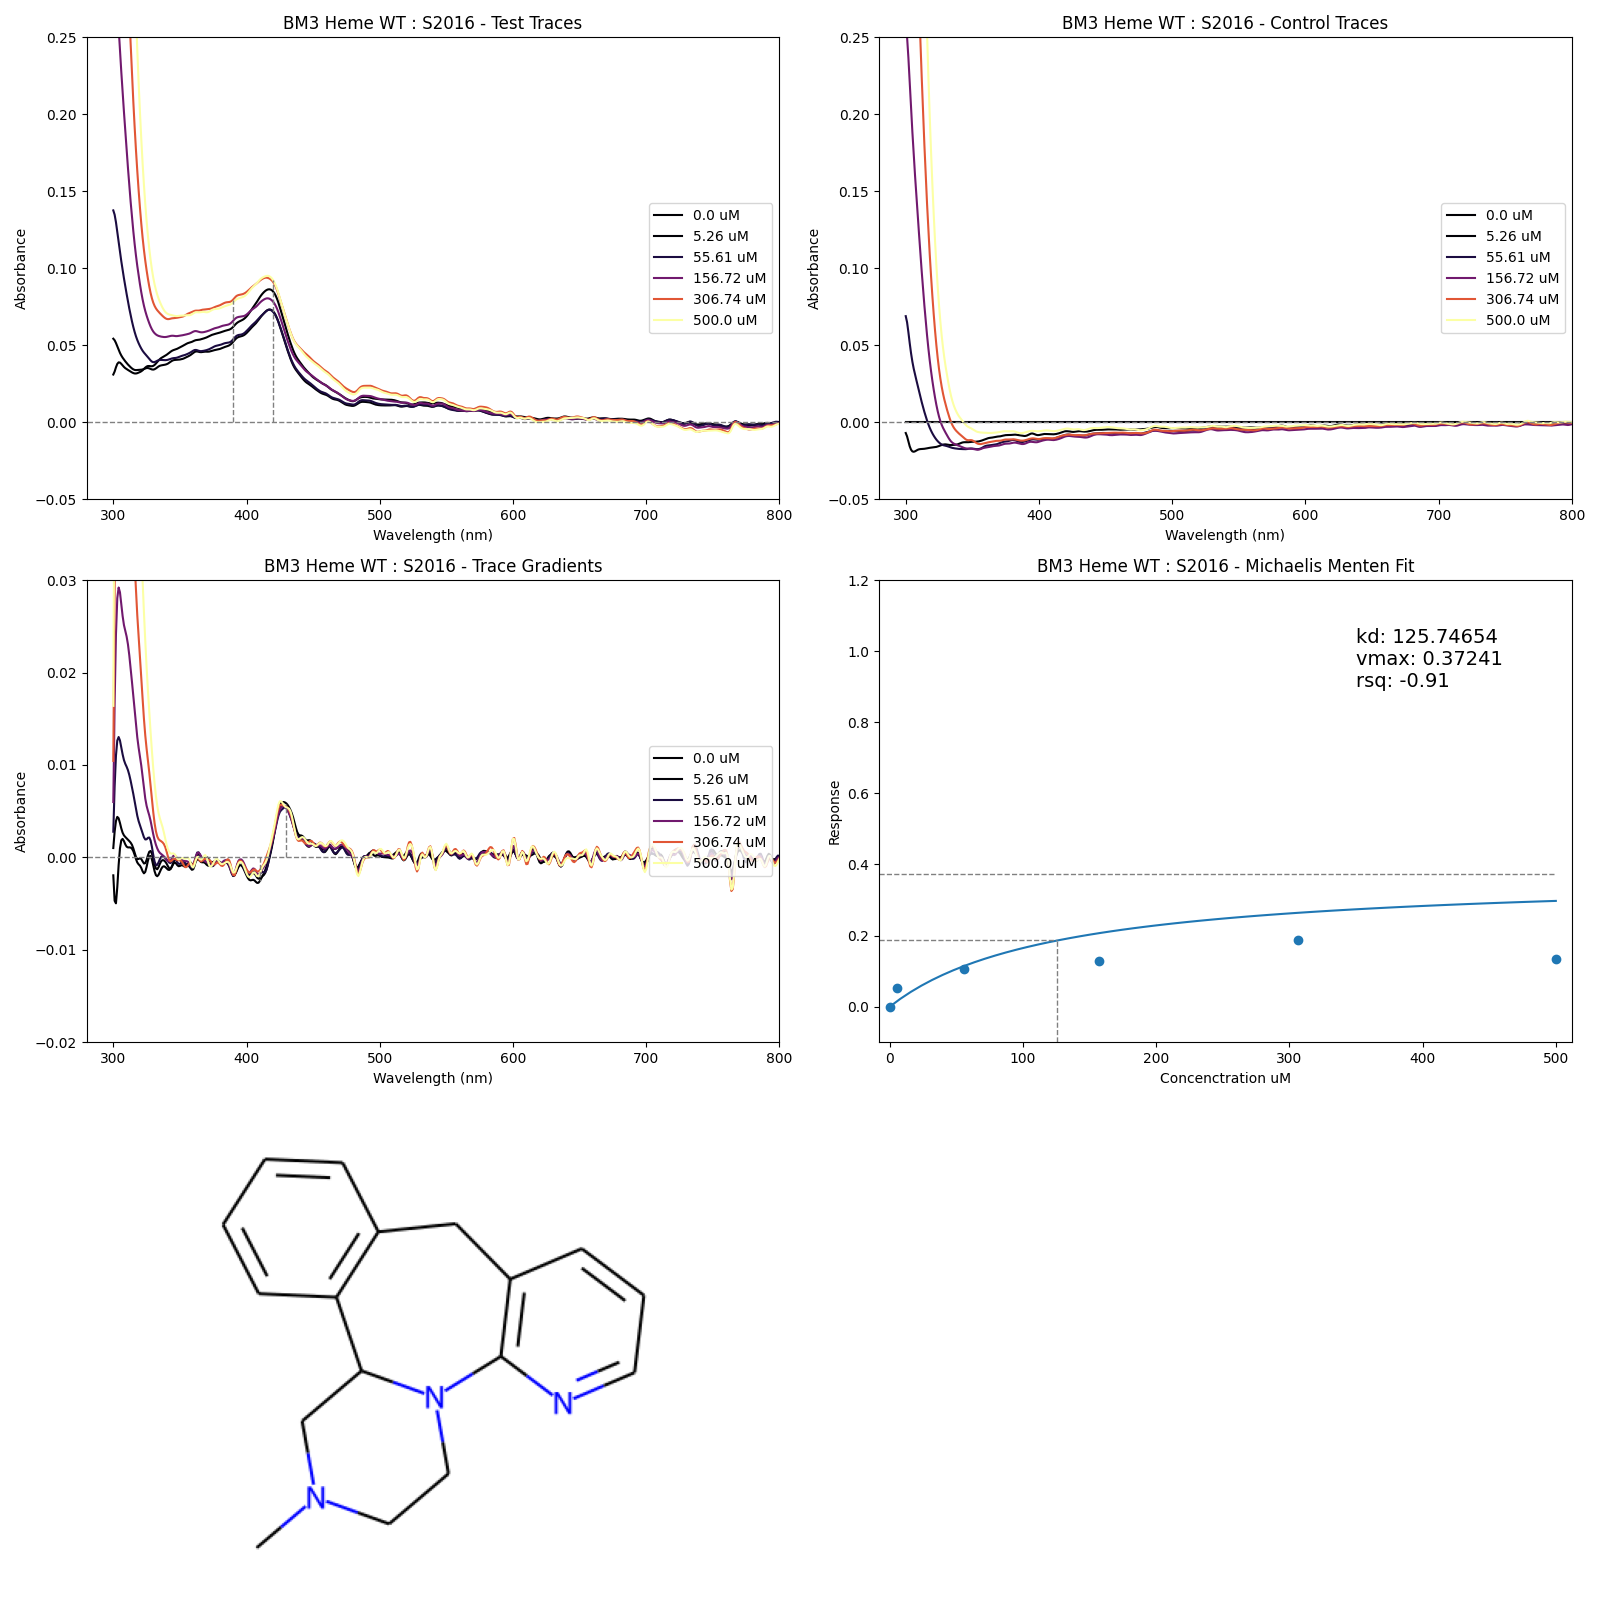 BM3 Heme WT : S2016 - Test Traces
0.25
0.20
0.15
0.10
0.05
0.00
−0.05
Absorbance
300 400 500 600 700 800
Wavelength (nm)
0.0 uM
5.26 uM
55.61 uM
156.72 uM
306.74 uM
500.0 uM
BM3 Heme WT : S2016 - Control Traces
0.25
0.20
0.15
0.10
0.05
0.00
−0.05
Absorbance
300 400 500 600 700 800
Wavelength (nm)
0.0 uM
5.26 uM
55.61 uM
156.72 uM
306.74 uM
500.0 uM
BM3 Heme WT : S2016 - Trace Gradients
0.03
0.02
0.01
0.00
−0.01
−0.02
Absorbance
300 400 500 600 700 800
Wavelength (nm)
0.0 uM
5.26 uM
55.61 uM
156.72 uM
306.74 uM
500.0 uM
BM3 Heme WT : S2016 - Michaelis Menten Fit
1.2
1.0
0.8
0.6
0.4
0.2
0.0
Response
kd: 125.74654
vmax: 0.37241
rsq: -0.91
0 100 200 300 400 500
Concenctration uM
N
N
N